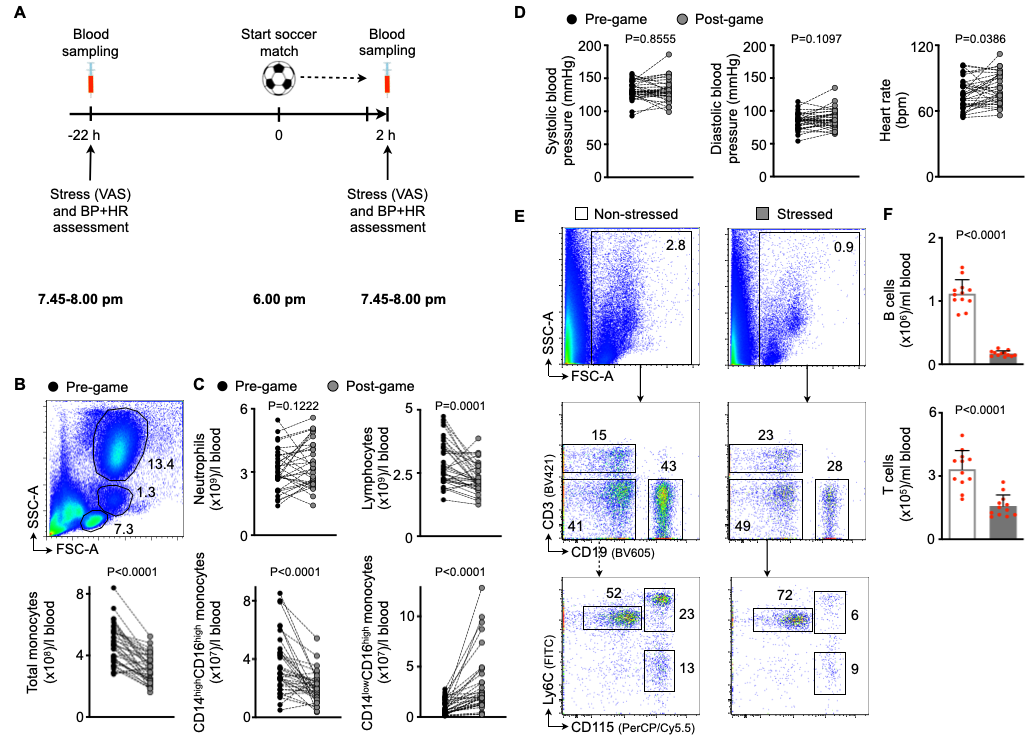 A
Blood
sampling
Start soccer
match
Blood
sampling
-22 h
0
2 h
Stress (VAS)
and BP+HR
assessment
Stress (VAS)
and BP+HR
assessment
7.45-8.00 pm
6.00 pm
7.45-8.00 pm
B
Pre-game
13.4
1.3
7.3
SSC-A
FSC-A
P<0.0001
Total monocytes
(x10⁸)/l blood
8
4
0
C
Pre-game
Post-game
P=0.1222
Neutrophils
(x10⁹)/l blood
6
3
0
P=0.0001
Lymphocytes
(x10⁹)/l blood
5
2.5
0
P<0.0001
CD14ʰⁱᵍʰCD16ʰⁱᵍʰ monocytes
(x10⁷)/l blood
8
4
0
P<0.0001
CD14ˡᵒʷCD16ʰⁱᵍʰ monocytes
(x10⁷)/l blood
10
5
0
D
Pre-game
Post-game
P=0.8555
Systolic blood
pressure (mmHg)
200
150
100
50
0
P=0.1097
Diastolic blood
pressure (mmHg)
200
150
100
50
0
P=0.0386
Heart rate
(bpm)
120
60
0
E
Non-stressed
Stressed
2.8
0.9
SSC-A
FSC-A
15
43
41
23
28
49
CD3 (BV421)
CD19 (BV605)
52
23
13
72
6
9
Ly6C (FITC)
CD115 (PerCP/Cy5.5)
F
P<0.0001
B cells
(x10⁶)/ml blood
2
1
0
P<0.0001
T cells
(x10⁵)/ml blood
6
3
0